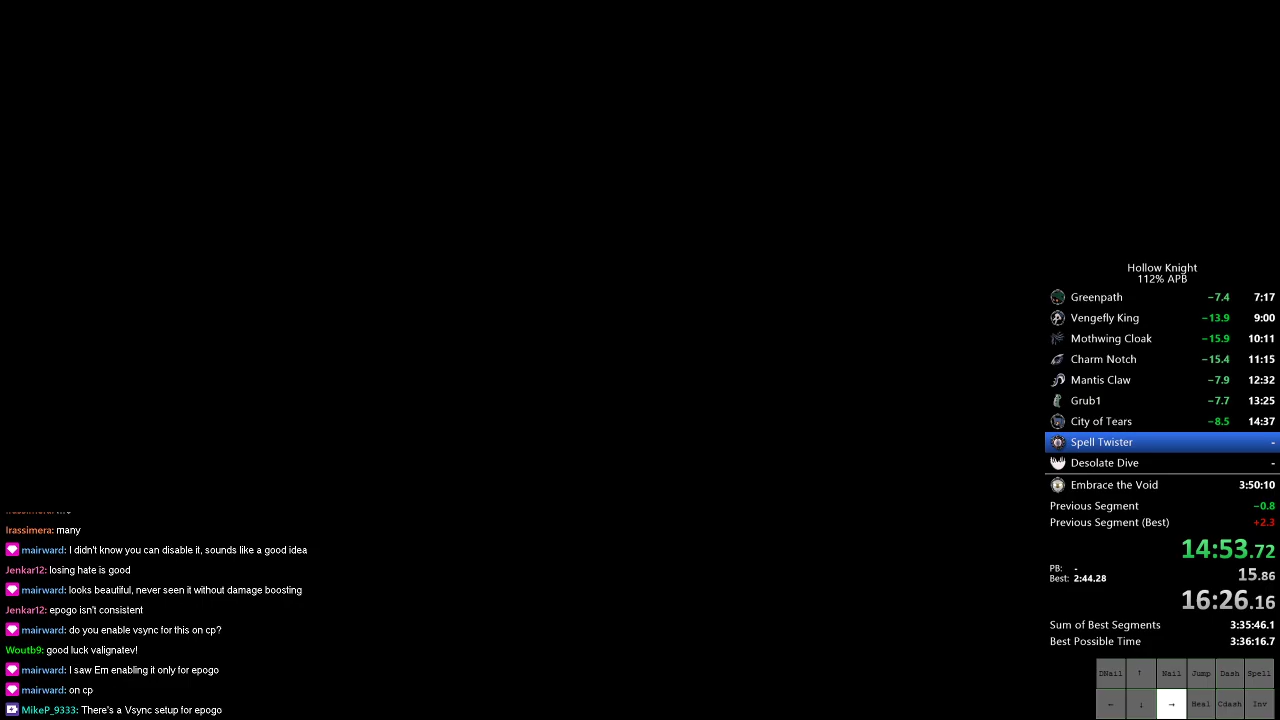 Hollow Knight
112% APB
Greenpath −7.4 7:17
Vengefly King −13.9 9:00
Mothwing Cloak −15.9 10:11
Charm Notch −15.4 11:15
Mantis Claw −7.9 12:32
Grub1 −7.7 13:25
City of Tears −8.5 14:37
Spell Twister -
Desolate Dive -
Embrace the Void 3:50:10
Previous Segment −0.8
Previous Segment (Best) +2.3
14:53.72
PB: -
Best: 2:44.28
15.86
16:26.16
Sum of Best Segments 3:35:46.1
Best Possible Time 3:36:16.7
DNail ↑ Nail Jump Dash Spell
← ↓ → Heal Cdash Inv
Irassimera: many
mairward: I didn't know you can disable it, sounds like a good idea
Jenkar12: losing hate is good
mairward: looks beautiful, never seen it without damage boosting
Jenkar12: epogo isn't consistent
mairward: do you enable vsync for this on cp?
Woutb9: good luck valignatev!
mairward: I saw Em enabling it only for epogo
mairward: on cp
MikeP_9333: There's a Vsync setup for epogo